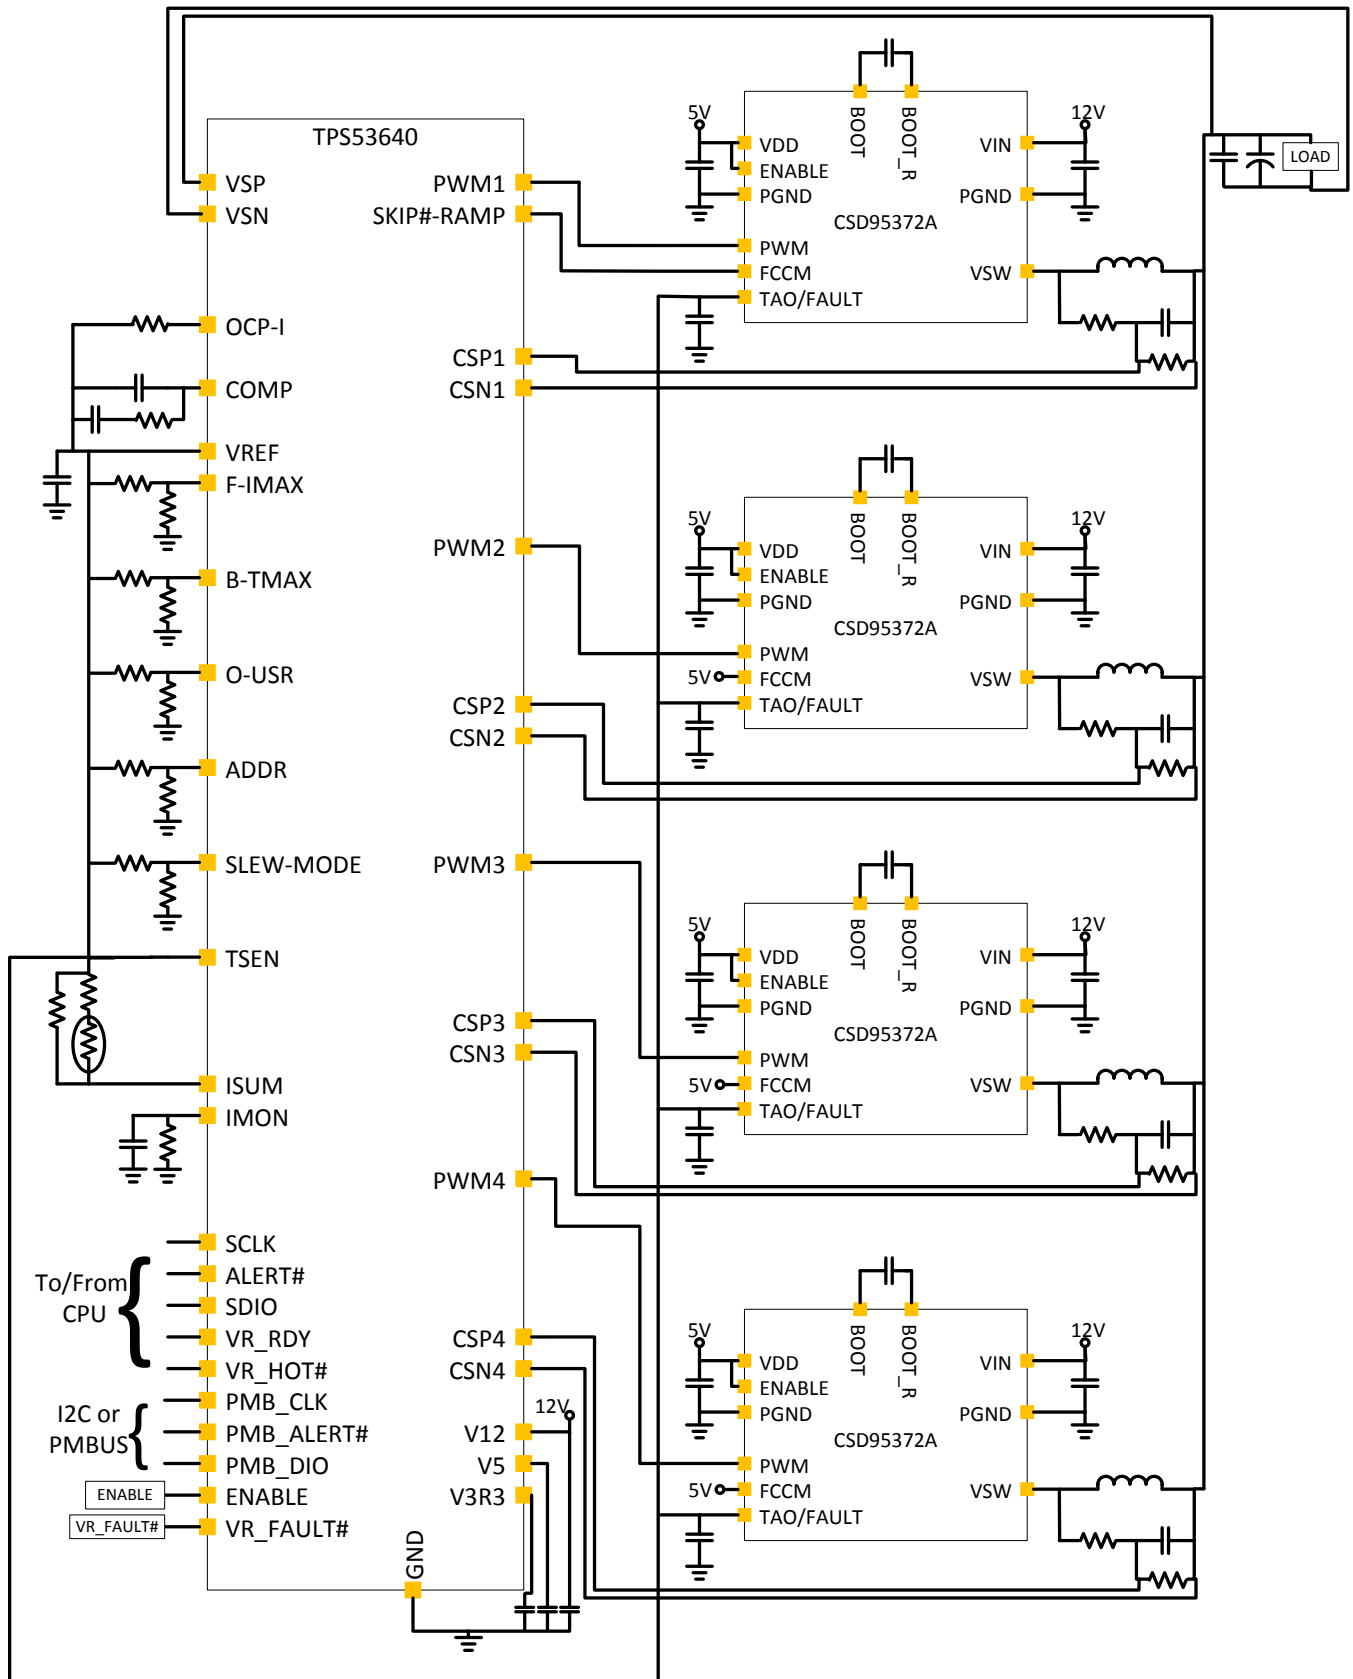 TPS53640
VSP
VSN
OCP-I
COMP
VREF
F-IMAX
B-TMAX
O-USR
ADDR
SLEW-MODE
TSEN
ISUM
IMON
SCLK
ALERT#
SDIO
VR_RDY
VR_HOT#
PMB_CLK
PMB_ALERT#
PMB_DIO
ENABLE
VR_FAULT#
To/From
CPU
I2C or
PMBUS
ENABLE
VR_FAULT#
PWM1
SKIP#-RAMP
CSP1
CSN1
PWM2
CSP2
CSN2
PWM3
CSP3
CSN3
PWM4
CSP4
CSN4
12V
V12
V5
V3R3
GND
5V
VDD
ENABLE
PGND
PWM
FCCM
TAO/FAULT
BOOT
BOOT_R
CSD95372A
12V
VIN
PGND
VSW
LOAD
5V
VDD
ENABLE
PGND
PWM
5V
FCCM
TAO/FAULT
BOOT
BOOT_R
CSD95372A
12V
VIN
PGND
VSW
5V
VDD
ENABLE
PGND
PWM
5V
FCCM
TAO/FAULT
BOOT
BOOT_R
CSD95372A
12V
VIN
PGND
VSW
5V
VDD
ENABLE
PGND
PWM
5V
FCCM
TAO/FAULT
BOOT
BOOT_R
CSD95372A
12V
VIN
PGND
VSW